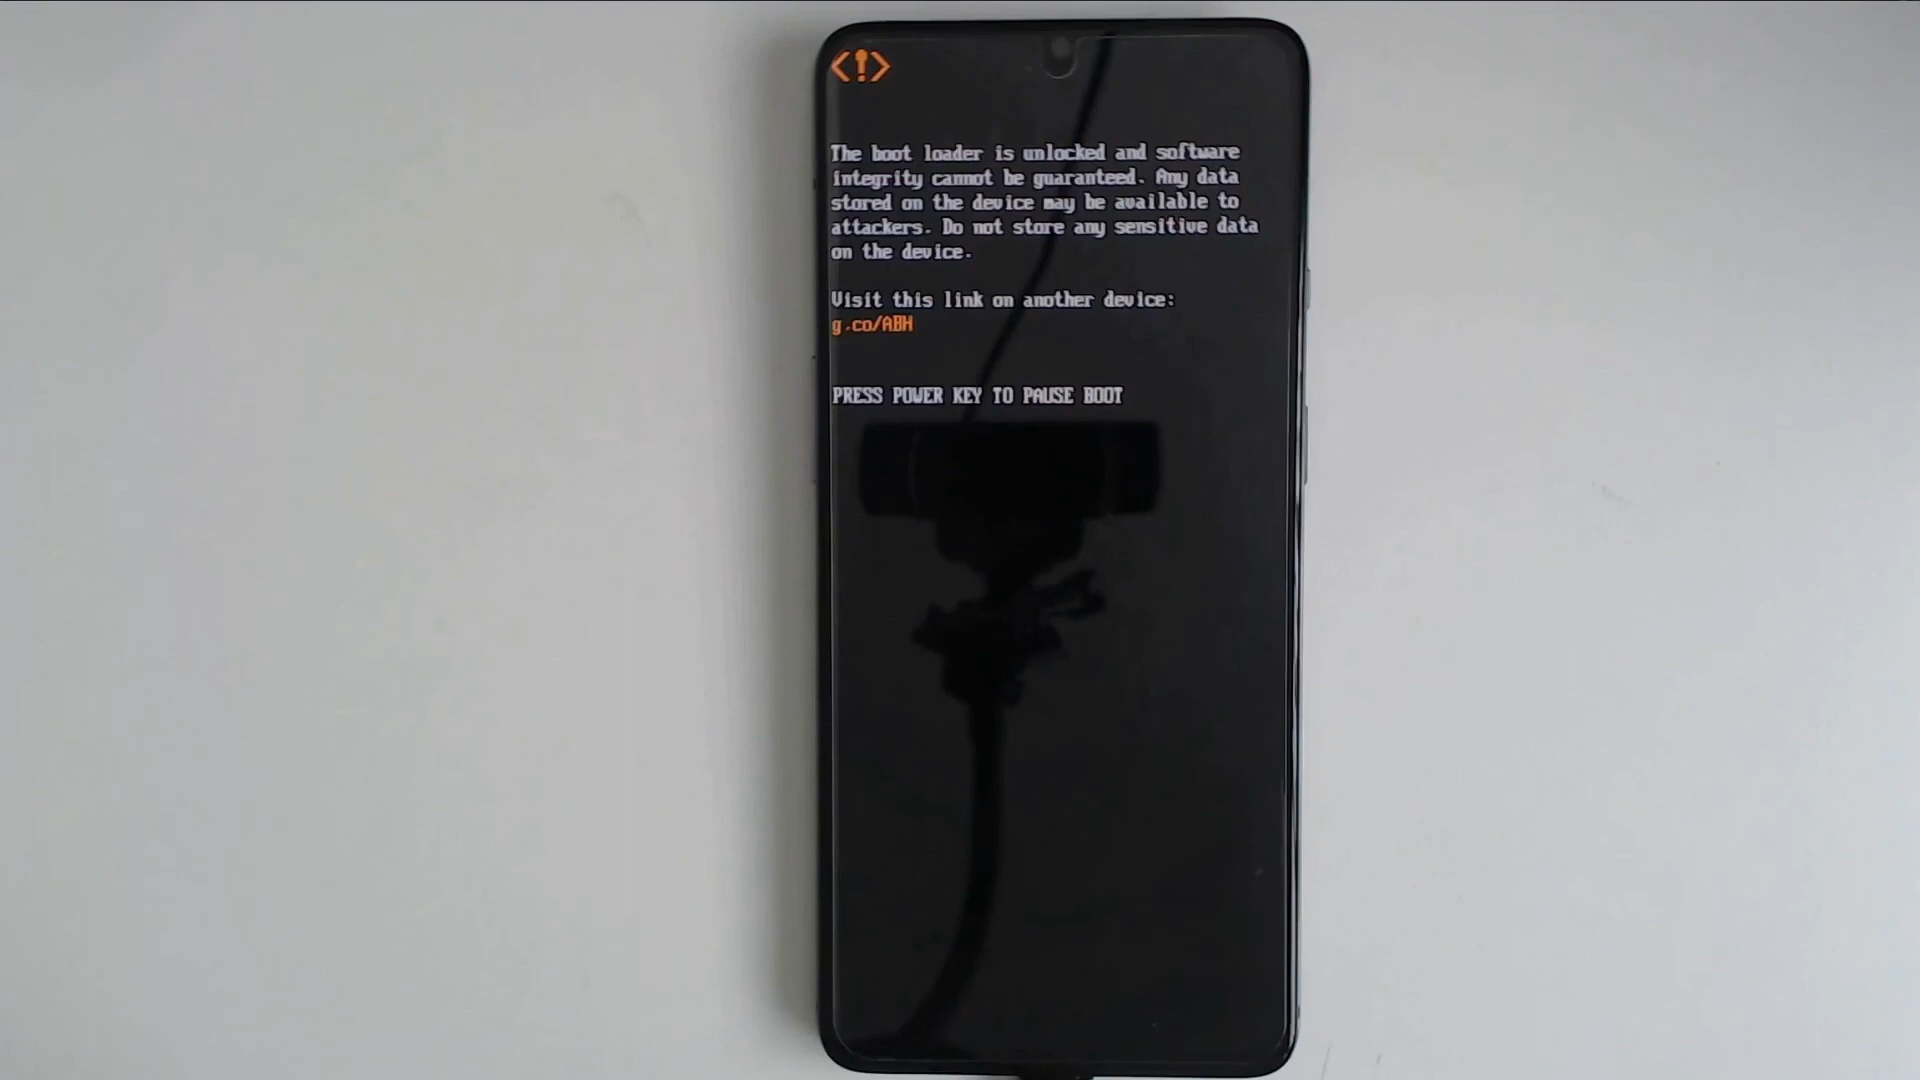 <!>
The boot loader is unlocked and software
integrity cannot be guaranteed. Any data
stored on the device may be available to
attackers. Do not store any sensitive data
on the device.
Visit this link on another device:
g.co/ABH
PRESS POWER KEY TO PAUSE BOOT